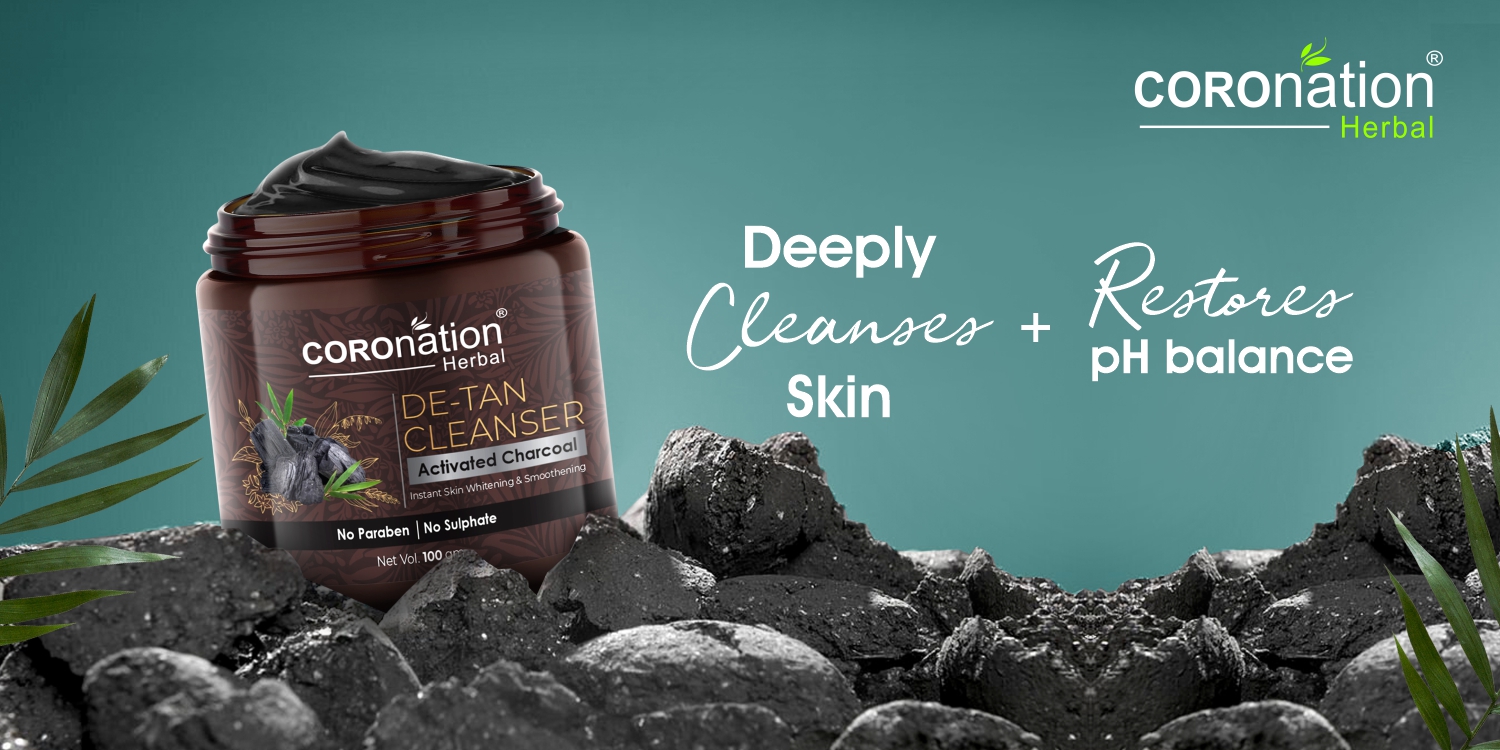 CORONation®
Herbal
Deeply
Cleanses
Skin
+
Restores
pH balance
CORONation®
Herbal
DE-TAN
CLEANSER
Activated Charcoal
Instant Skin Whitening & Smoothening
No Paraben | No Sulphate
Net Vol. 100